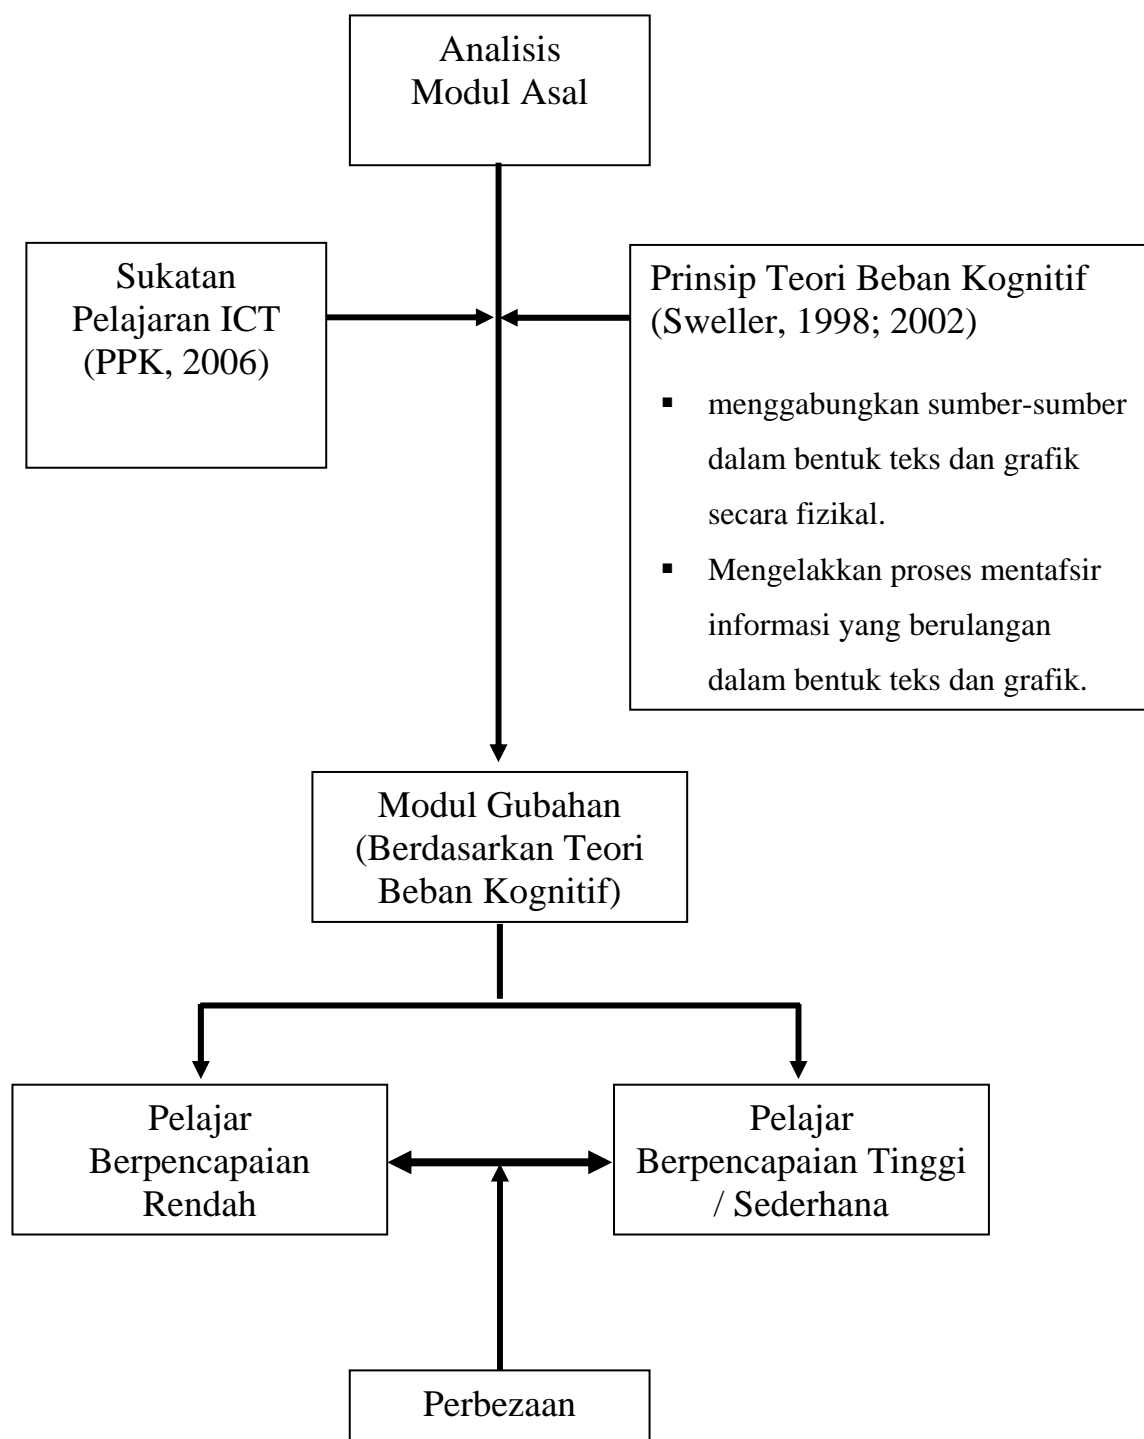 Analisis
Modul Asal
Sukatan
Pelajaran ICT
(PPK, 2006)
Prinsip Teori Beban Kognitif
(Sweller, 1998; 2002)
▪ menggabungkan sumber-sumber
dalam bentuk teks dan grafik
secara fizikal.
▪ Mengelakkan proses mentafsir
informasi yang berulangan
dalam bentuk teks dan grafik.
Modul Gubahan
(Berdasarkan Teori
Beban Kognitif)
Pelajar
Berpencapaian
Rendah
Pelajar
Berpencapaian Tinggi
/ Sederhana
Perbezaan